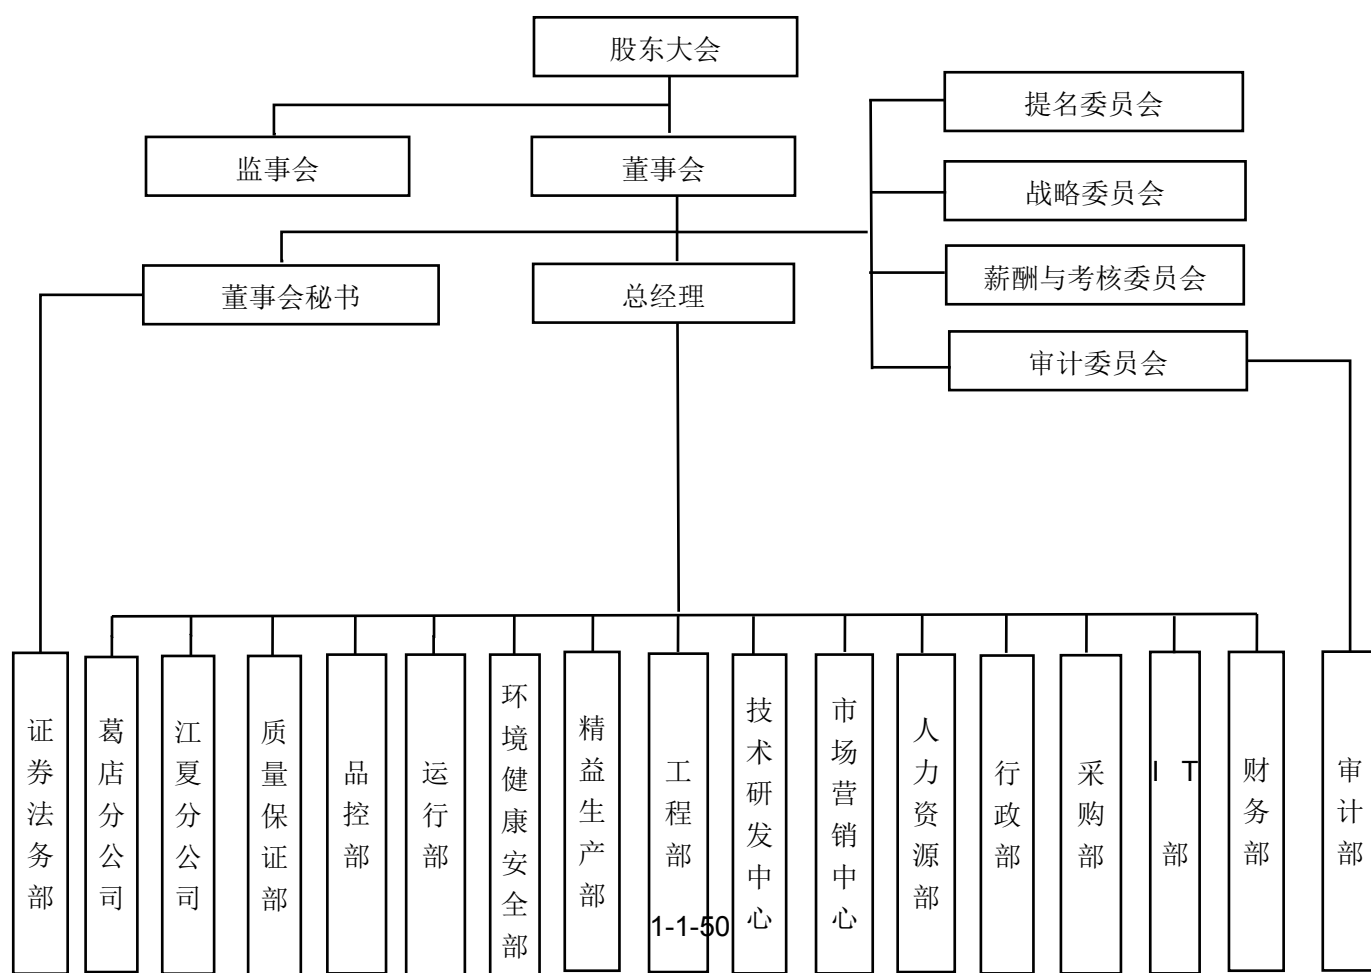 股东大会
提名委员会
监事会
董事会
战略委员会
薪酬与考核委员会
董事会秘书
总经理
审计委员会
证券法务部
葛店分公司
江夏分公司
质量保证部
品控部
运行部
环境健康安全部
精益生产部
工程部
技术研发中心
市场营销中心
人力资源部
行政部
采购部
IT部
财务部
审计部
1-1-50